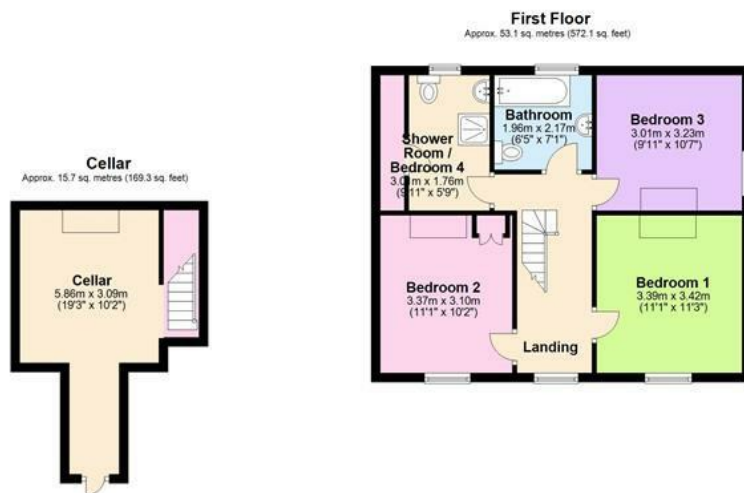 First Floor
Approx. 53.1 sq. metres (572.1 sq. feet)
Shower
Room /
Bedroom 4
3.01m x 1.76m
(9'11" x 5'9")
Bathroom
1.96m x 2.17m
(6'5" x 7'1")
Bedroom 3
3.01m x 3.23m
(9'11" x 10'7")
Cellar
Approx. 15.7 sq. metres (169.3 sq. feet)
Cellar
5.86m x 3.09m
(19'3" x 10'2")
Bedroom 2
3.37m x 3.10m
(11'1" x 10'2")
Bedroom 1
3.39m x 3.42m
(11'1" x 11'3")
Landing